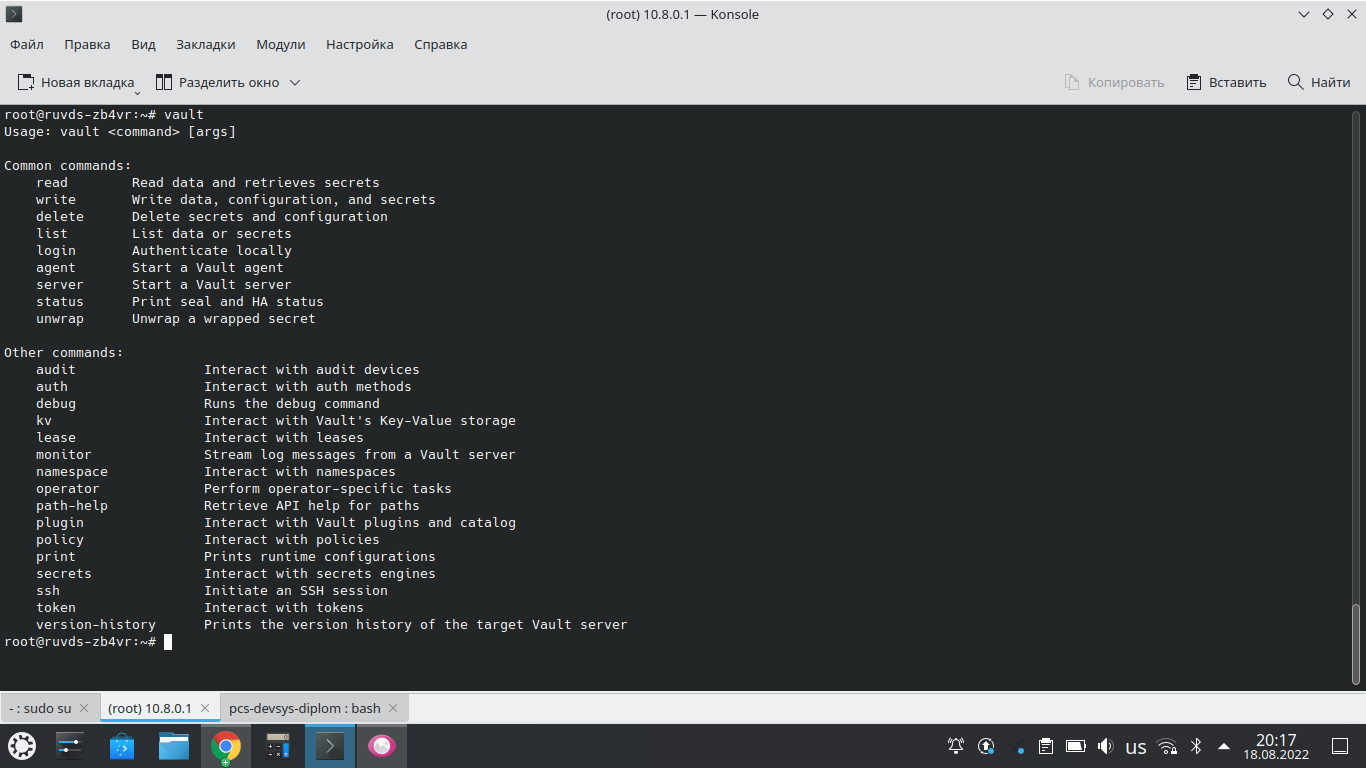 (root) 10.8.0.1 — Konsole
Файл Правка Вид Закладки Модули Настройка Справка
Новая вкладка Разделить окно Копировать Вставить Найти
root@ruvds-zb4vr:~# vault
Usage: vault <command> [args]
Common commands:
read Read data and retrieves secrets
write Write data, configuration, and secrets
delete Delete secrets and configuration
list List data or secrets
login Authenticate locally
agent Start a Vault agent
server Start a Vault server
status Print seal and HA status
unwrap Unwrap a wrapped secret
Other commands:
audit Interact with audit devices
auth Interact with auth methods
debug Runs the debug command
kv Interact with Vault's Key-Value storage
lease Interact with leases
monitor Stream log messages from a Vault server
namespace Interact with namespaces
operator Perform operator-specific tasks
path-help Retrieve API help for paths
plugin Interact with Vault plugins and catalog
policy Interact with policies
print Prints runtime configurations
secrets Interact with secrets engines
ssh Initiate an SSH session
token Interact with tokens
version-history Prints the version history of the target Vault server
root@ruvds-zb4vr:~#
- : sudo su (root) 10.8.0.1 pcs-devsys-diplom : bash
us 20:17
18.08.2022